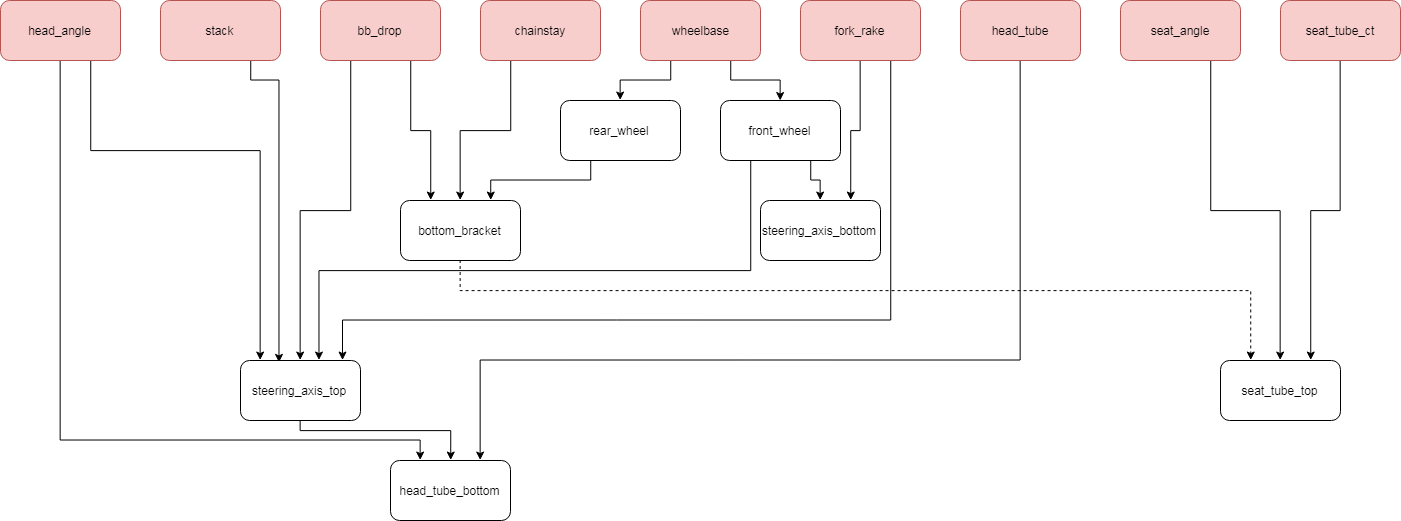 head_angle
stack
bb_drop
chainstay
wheelbase
fork_rake
head_tube
seat_angle
seat_tube_ct
rear_wheel
front_wheel
bottom_bracket
steering_axis_bottom
steering_axis_top
seat_tube_top
head_tube_bottom